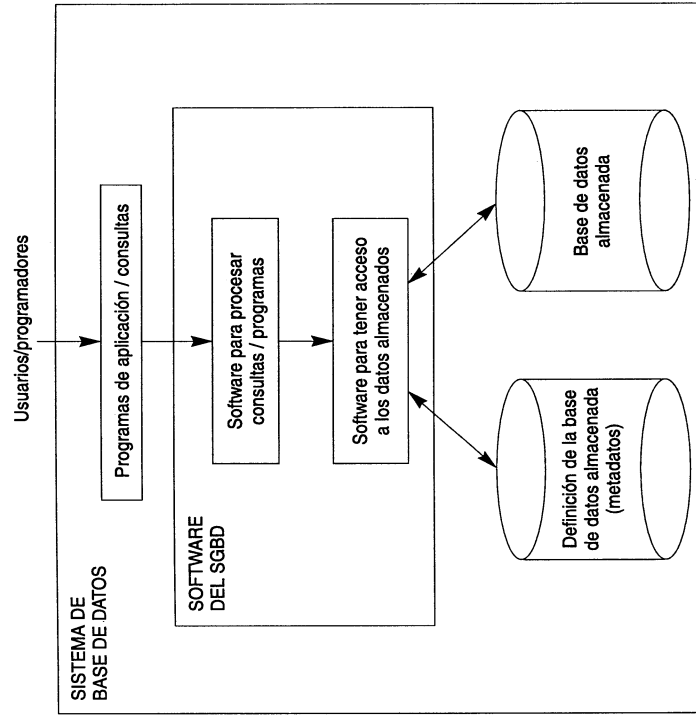 Usuarios/programadores
SISTEMA DE
BASE DE DATOS
Programas de aplicación / consultas
SOFTWARE
DEL SGBD
Software para procesar
consultas / programas
Software para tener acceso
a los datos almacenados
Definición de la base
de datos almacenada
(metadatos)
Base de datos
almacenada